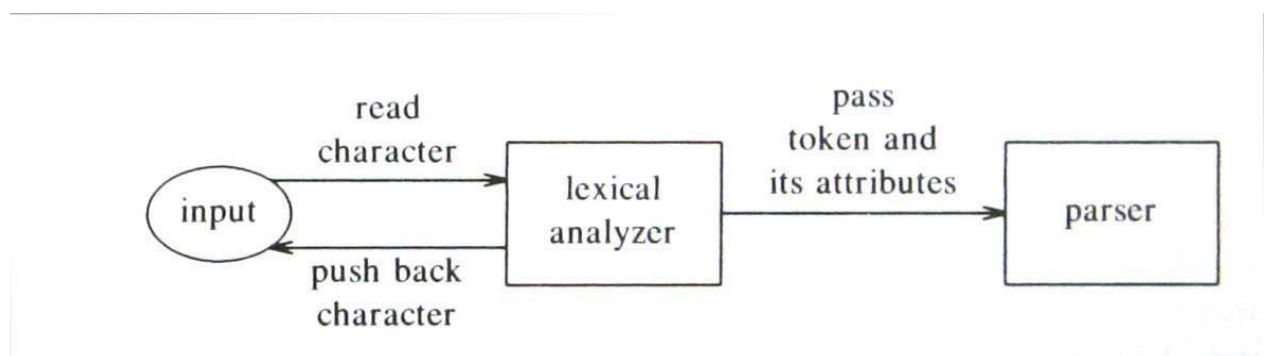 read
character
input
push back
character
lexical
analyzer
pass
token and
its attributes
parser